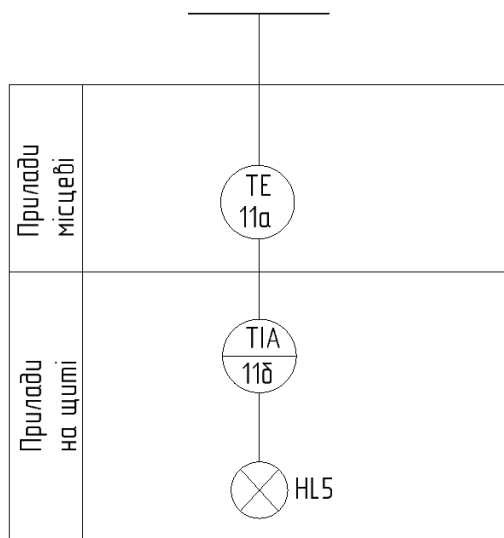 Прилади
місцеві
TE
11а
Прилади
на щиті
TIA
11б
HL5